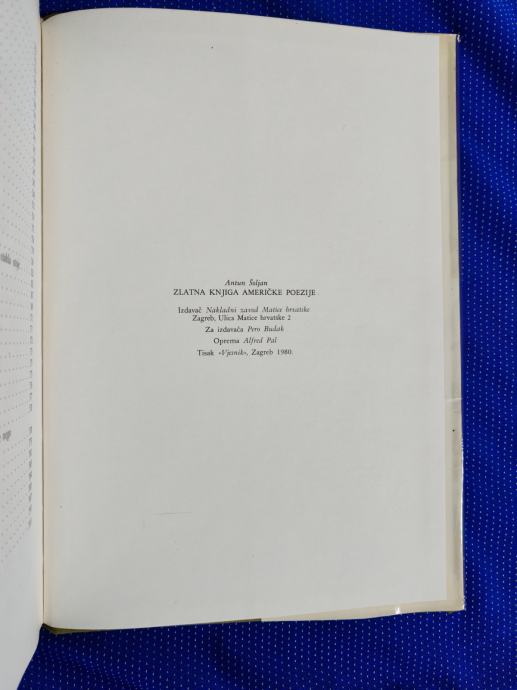 Antun Šoljan
ZLATNA KNJIGA AMERIČKE POEZIJE
Izdavač Nakladni zavod Matice hrvatske
Zagreb, Ulica Matice hrvatske 2
Za izdavača Pero Budak
Oprema Alfred Pal
Tisak »Vjesnik«, Zagreb 1980.